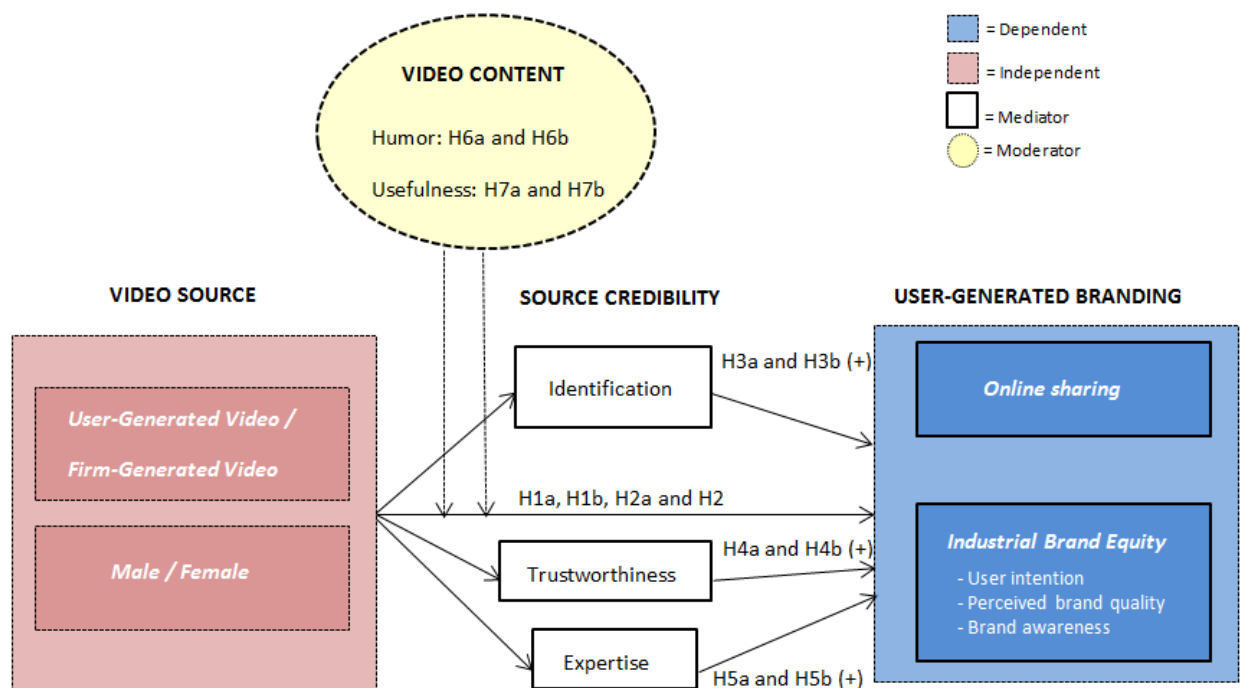 = Dependent
= Independent
= Mediator
= Moderator
VIDEO CONTENT
Humor: H6a and H6b
Usefulness: H7a and H7b
VIDEO SOURCE
SOURCE CREDIBILITY
USER-GENERATED BRANDING
User-Generated Video /
Firm-Generated Video
Male / Female
Identification
H3a and H3b (+)
H1a, H1b, H2a and H2
Trustworthiness
H4a and H4b (+)
Expertise
H5a and H5b (+)
Online sharing
Industrial Brand Equity
- User intention
- Perceived brand quality
- Brand awareness